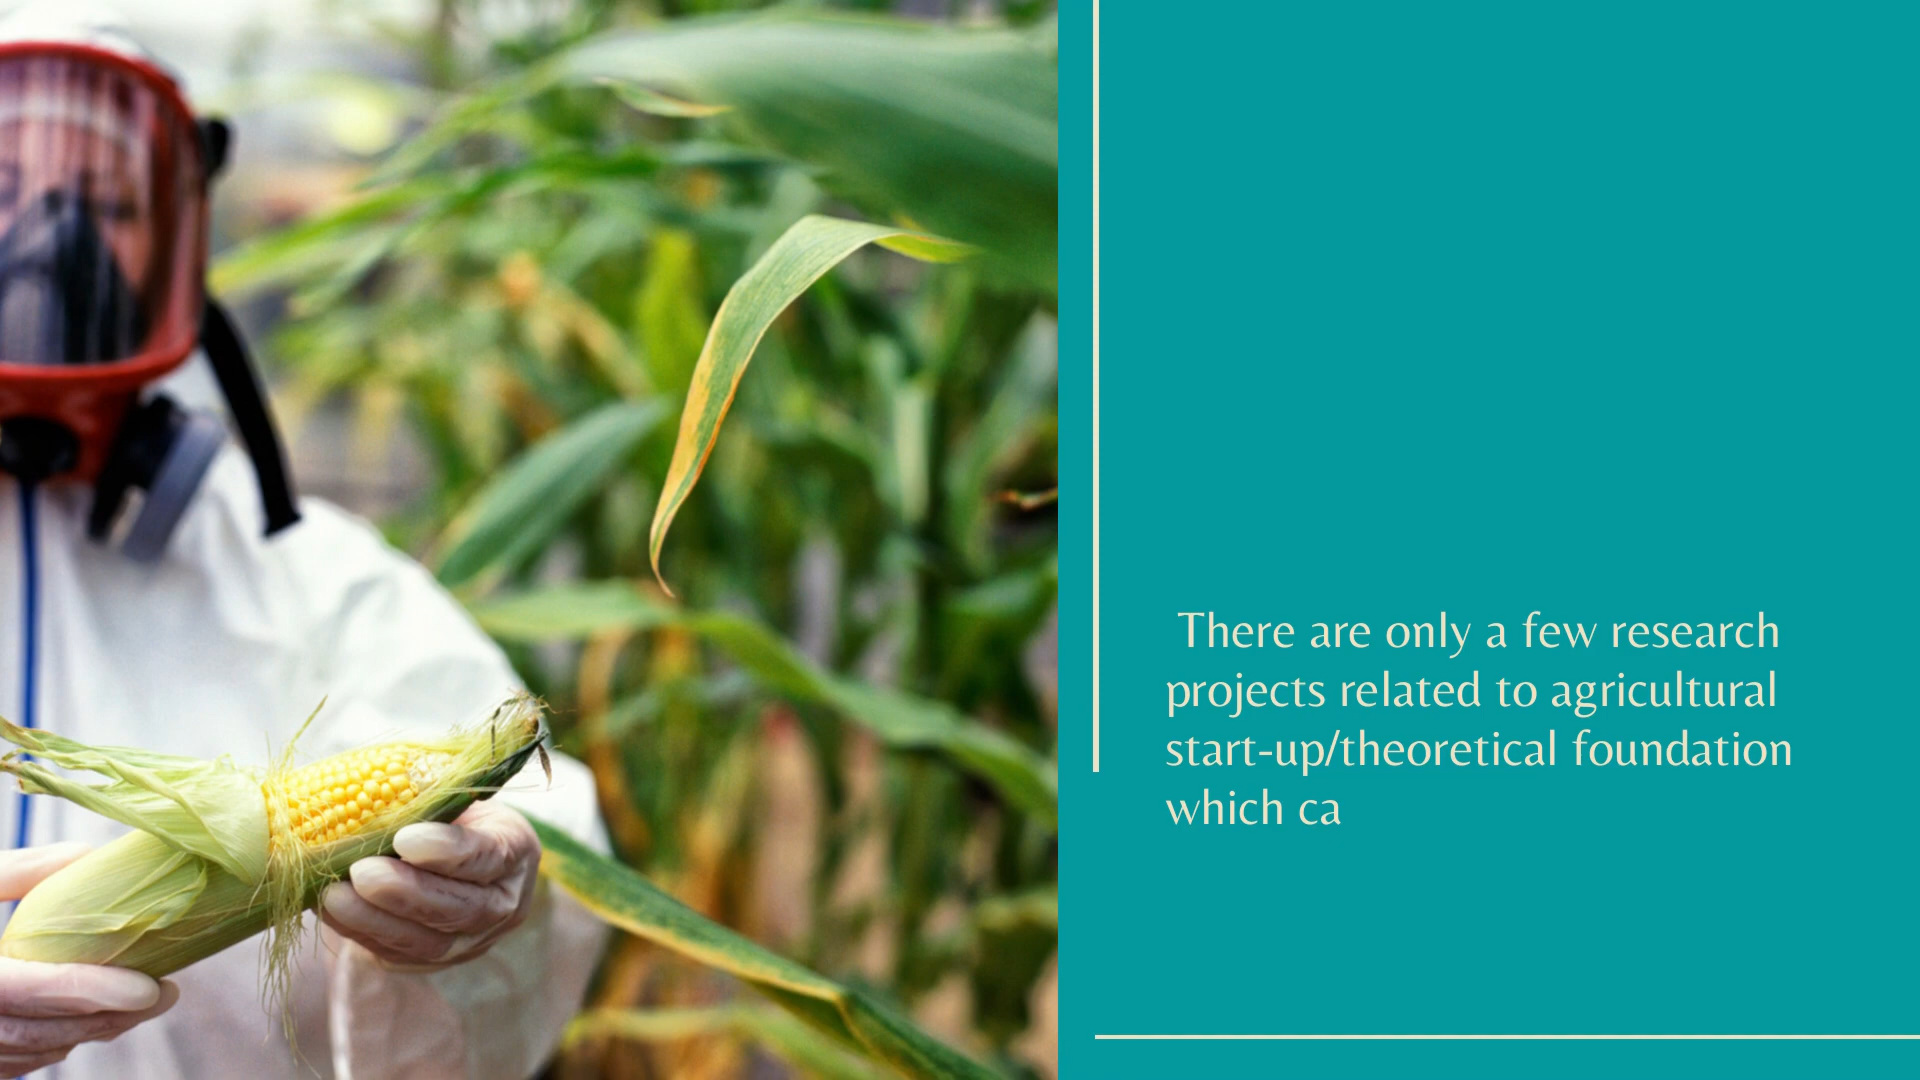 There are only a few research
projects related to agricultural
start-up/theoretical foundation
which ca